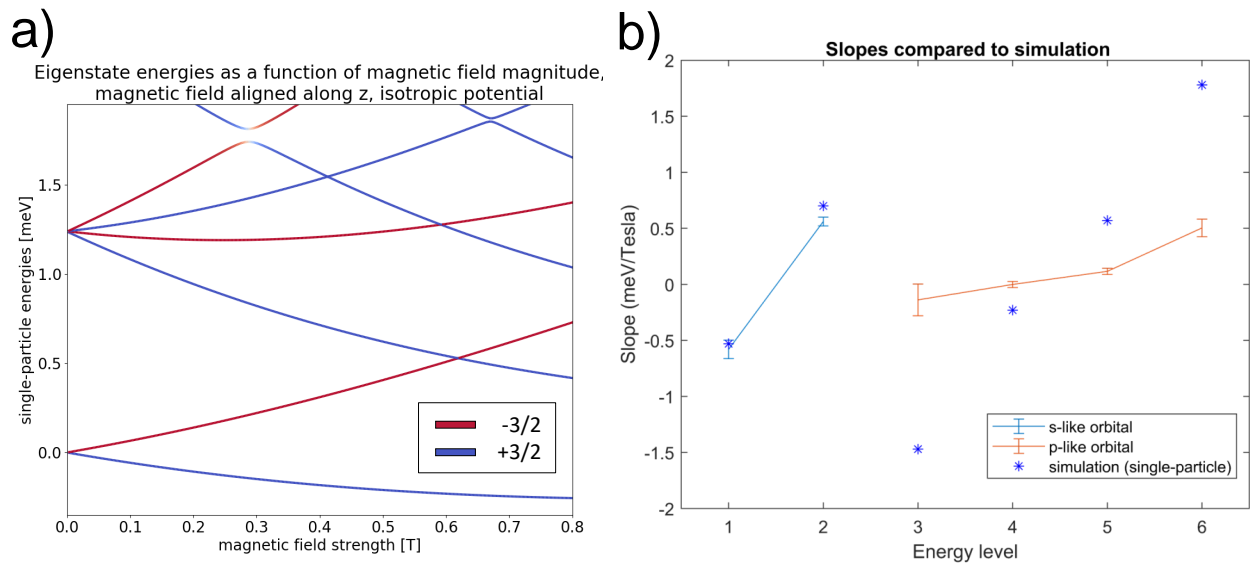 a)
Eigenstate energies as a function of magnetic field magnitude,
magnetic field aligned along z, isotropic potential
single-particle energies [meV]
1.5
1.0
0.5
0.0
-3/2
+3/2
0.0 0.1 0.2 0.3 0.4 0.5 0.6 0.7 0.8
magnetic field strength [T]
b)
Slopes compared to simulation
Slope (meV/Tesla)
2
1.5
1
0.5
0
-0.5
-1
-1.5
-2
s-like orbital
p-like orbital
simulation (single-particle)
1 2 3 4 5 6
Energy level